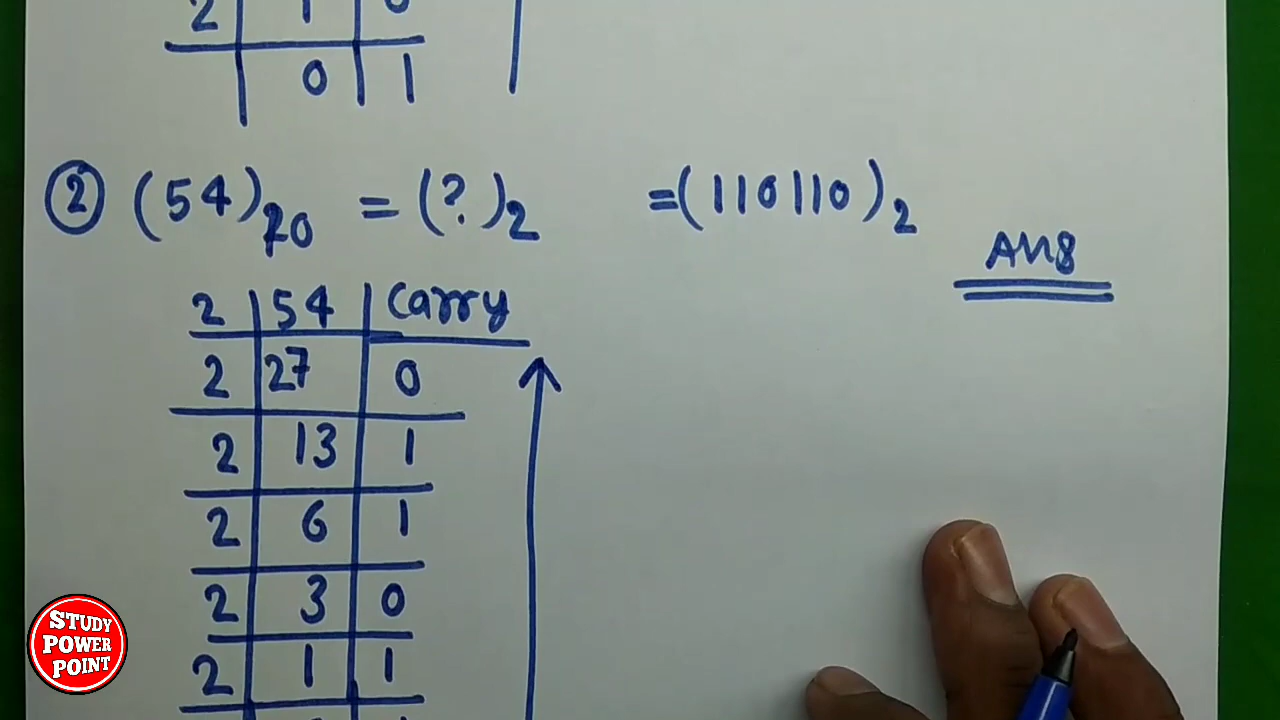 2 | 1 | 0
0 | 1
② (54)10 = (?)2 = (110110)2
Ans
2 | 54 | Carry
2 | 27 | 0
2 | 13 | 1
2 | 6 | 1
2 | 3 | 0
2 | 1 | 1
STUDY
POWER
POINT